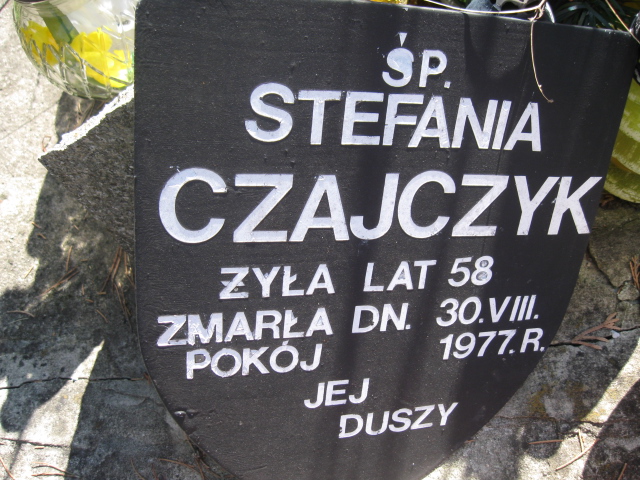 ŚP.
STEFANIA
CZAJCZYK
ŻYŁA LAT 58
ZMARŁA DN. 30.VIII.
1977.R.
POKÓJ
JEJ
DUSZY